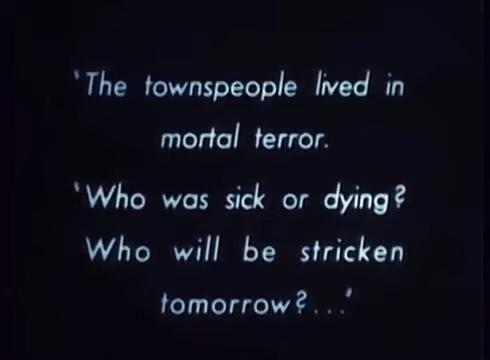 'The townspeople lived in
mortal terror.
'Who was sick or dying?
Who will be stricken
tomorrow?...'